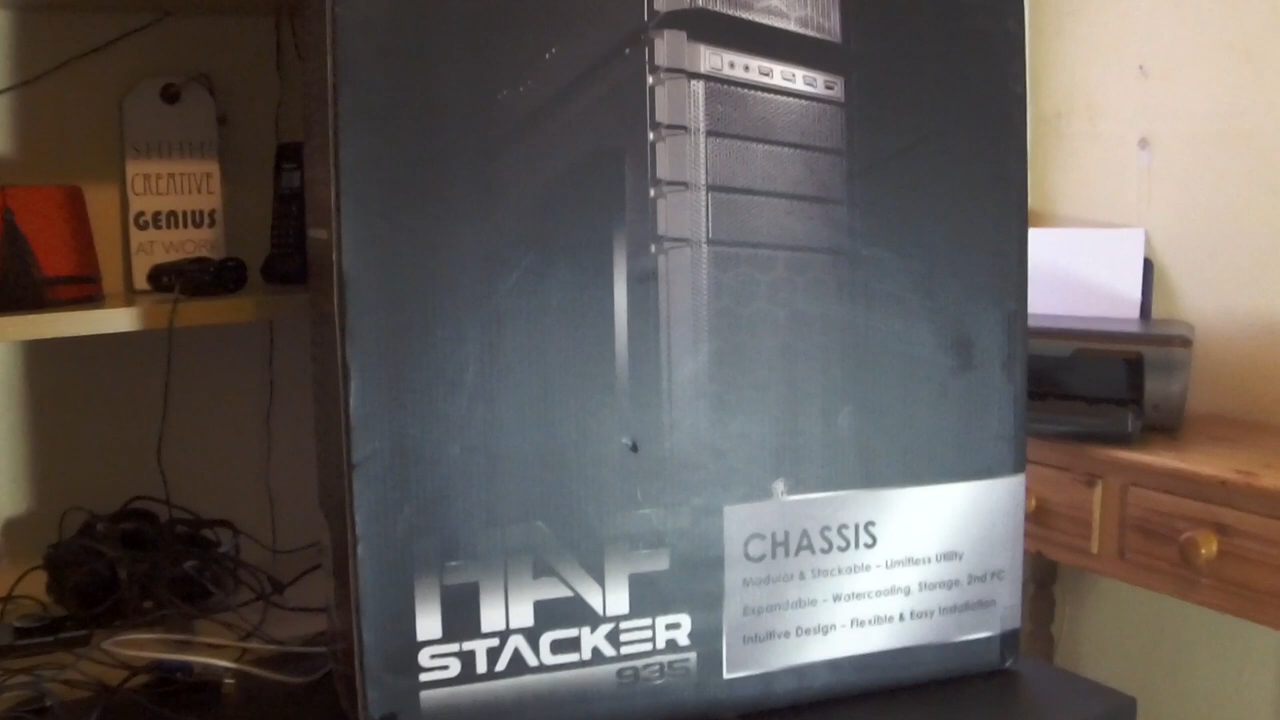 SHHH!
CREATIVE
GENIUS
AT WORK
HAF
STACKER
935
CHASSIS
Modular & Stackable - Limitless Utility
Expandable - Watercooling, Storage, 2nd PC
Intuitive Design - Flexible & Easy Installation